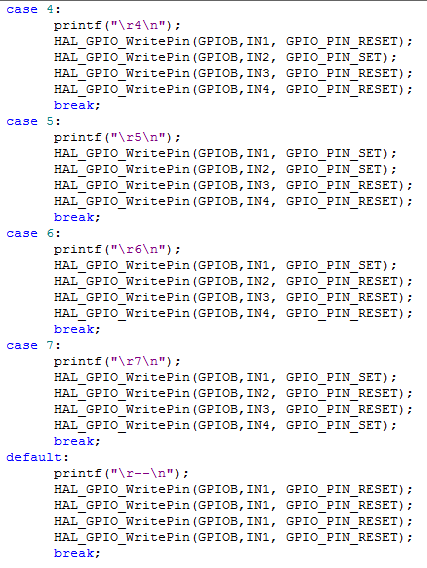 case 4:
printf("\r4\n");
HAL_GPIO_WritePin(GPIOB,IN1, GPIO_PIN_RESET);
HAL_GPIO_WritePin(GPIOB,IN2, GPIO_PIN_SET);
HAL_GPIO_WritePin(GPIOB,IN3, GPIO_PIN_RESET);
HAL_GPIO_WritePin(GPIOB,IN4, GPIO_PIN_RESET);
break;
case 5:
printf("\r5\n");
HAL_GPIO_WritePin(GPIOB,IN1, GPIO_PIN_SET);
HAL_GPIO_WritePin(GPIOB,IN2, GPIO_PIN_SET);
HAL_GPIO_WritePin(GPIOB,IN3, GPIO_PIN_RESET);
HAL_GPIO_WritePin(GPIOB,IN4, GPIO_PIN_RESET);
break;
case 6:
printf("\r6\n");
HAL_GPIO_WritePin(GPIOB,IN1, GPIO_PIN_SET);
HAL_GPIO_WritePin(GPIOB,IN2, GPIO_PIN_RESET);
HAL_GPIO_WritePin(GPIOB,IN3, GPIO_PIN_RESET);
HAL_GPIO_WritePin(GPIOB,IN4, GPIO_PIN_RESET);
break;
case 7:
printf("\r7\n");
HAL_GPIO_WritePin(GPIOB,IN1, GPIO_PIN_SET);
HAL_GPIO_WritePin(GPIOB,IN2, GPIO_PIN_RESET);
HAL_GPIO_WritePin(GPIOB,IN3, GPIO_PIN_RESET);
HAL_GPIO_WritePin(GPIOB,IN4, GPIO_PIN_SET);
break;
default:
printf("\r--\n");
HAL_GPIO_WritePin(GPIOB,IN1, GPIO_PIN_RESET);
HAL_GPIO_WritePin(GPIOB,IN1, GPIO_PIN_RESET);
HAL_GPIO_WritePin(GPIOB,IN1, GPIO_PIN_RESET);
HAL_GPIO_WritePin(GPIOB,IN1, GPIO_PIN_RESET);
break;